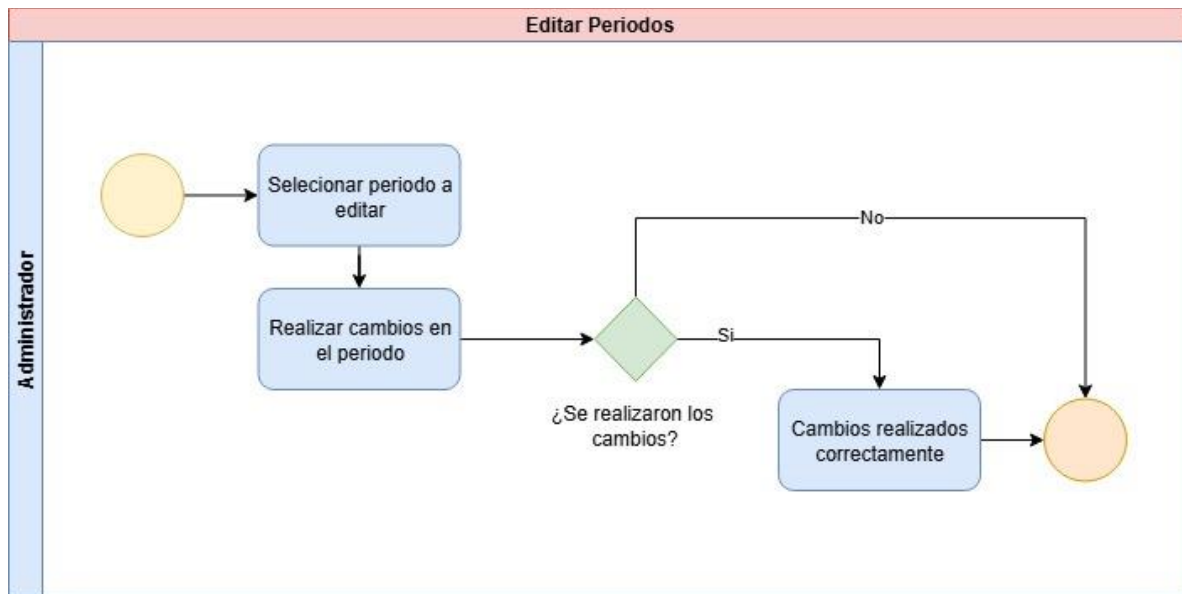 Editar Periodos
Administrador
Selecionar periodo a
editar
Realizar cambios en
el periodo
No
Si
¿Se realizaron los
cambios?
Cambios realizados
correctamente